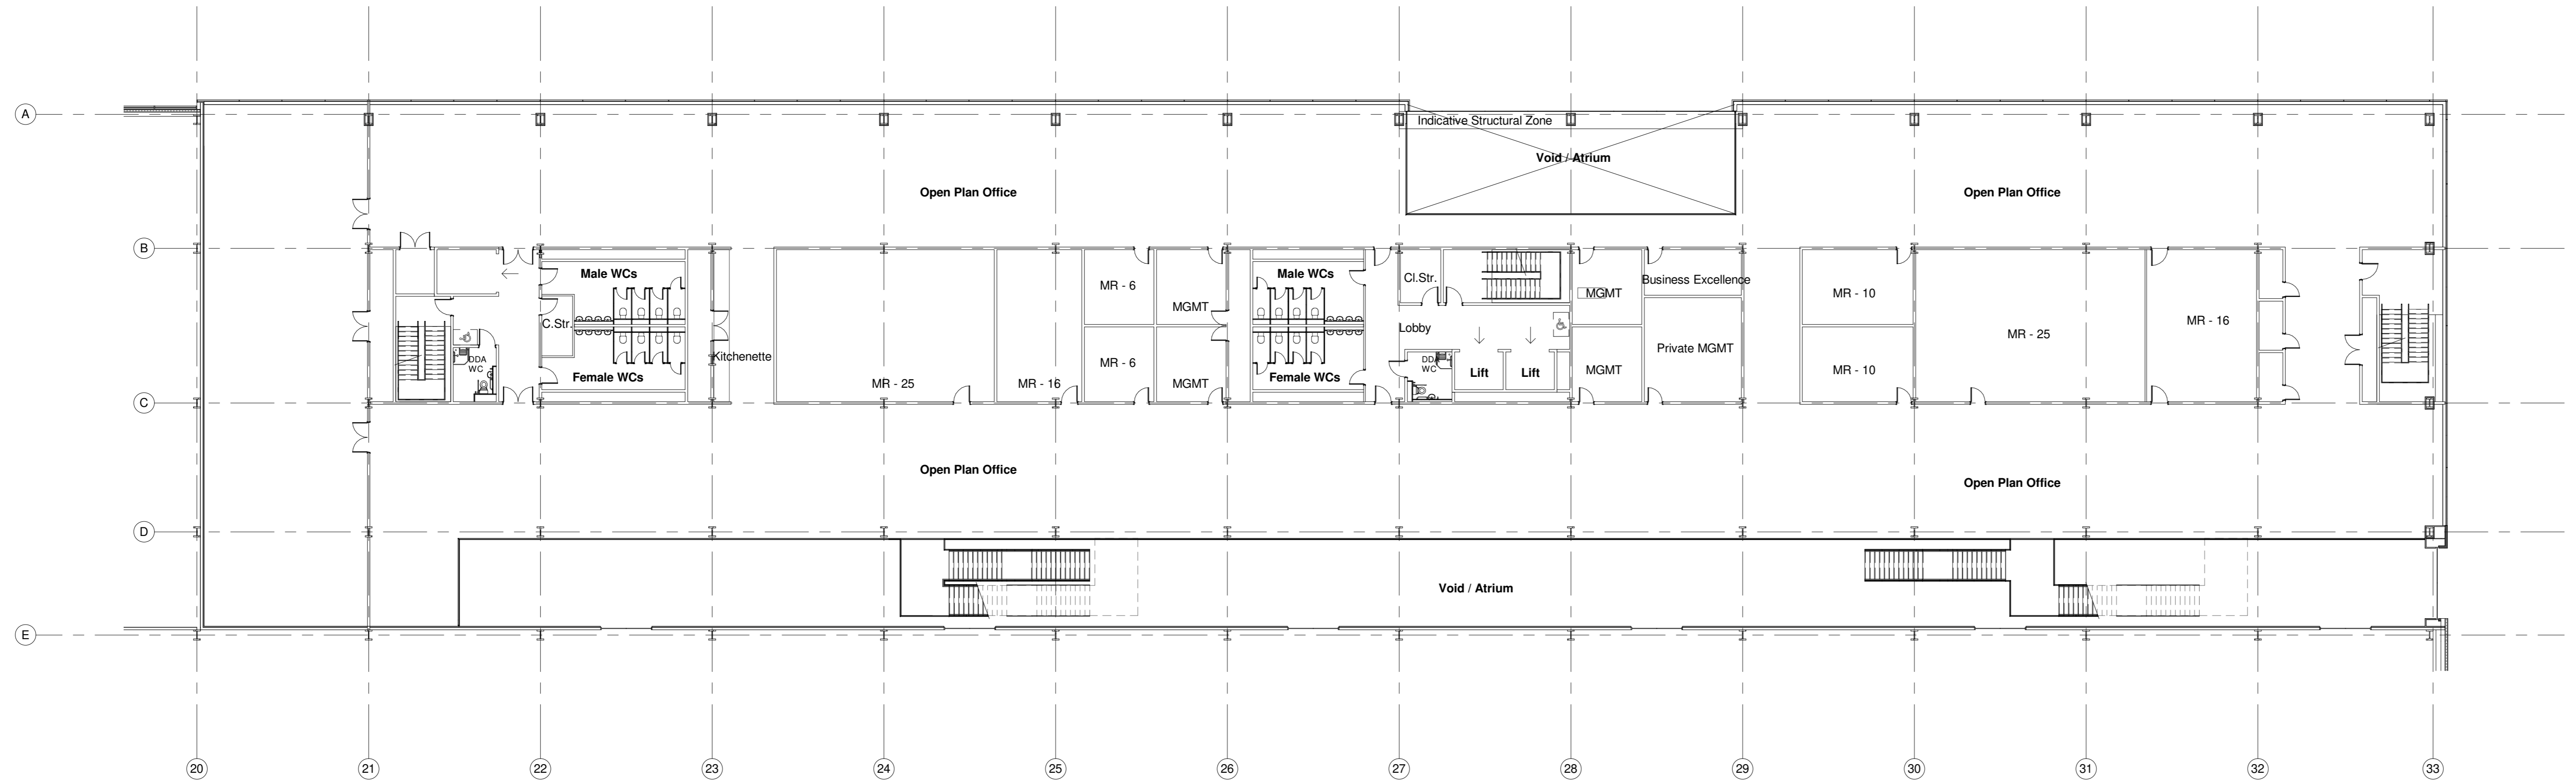 A
Indicative Structural Zone
Void / Atrium
Open Plan Office
Open Plan Office
B
Male WCs
Male WCs
Cl.Str.
Business Excellence
MR - 6
MGMT
MGMT
MR - 10
C.Str.
Lobby
MR - 16
MR - 25
Kitchenette
Private MGMT
DDA
WC
DDA
WC
MR - 6
Female WCs
Female WCs
Lift
Lift
MGMT
MR - 10
MR - 25
MR - 16
MGMT
C
Open Plan Office
Open Plan Office
D
Void / Atrium
E
20
21
22
23
24
25
26
27
28
29
30
31
32
33